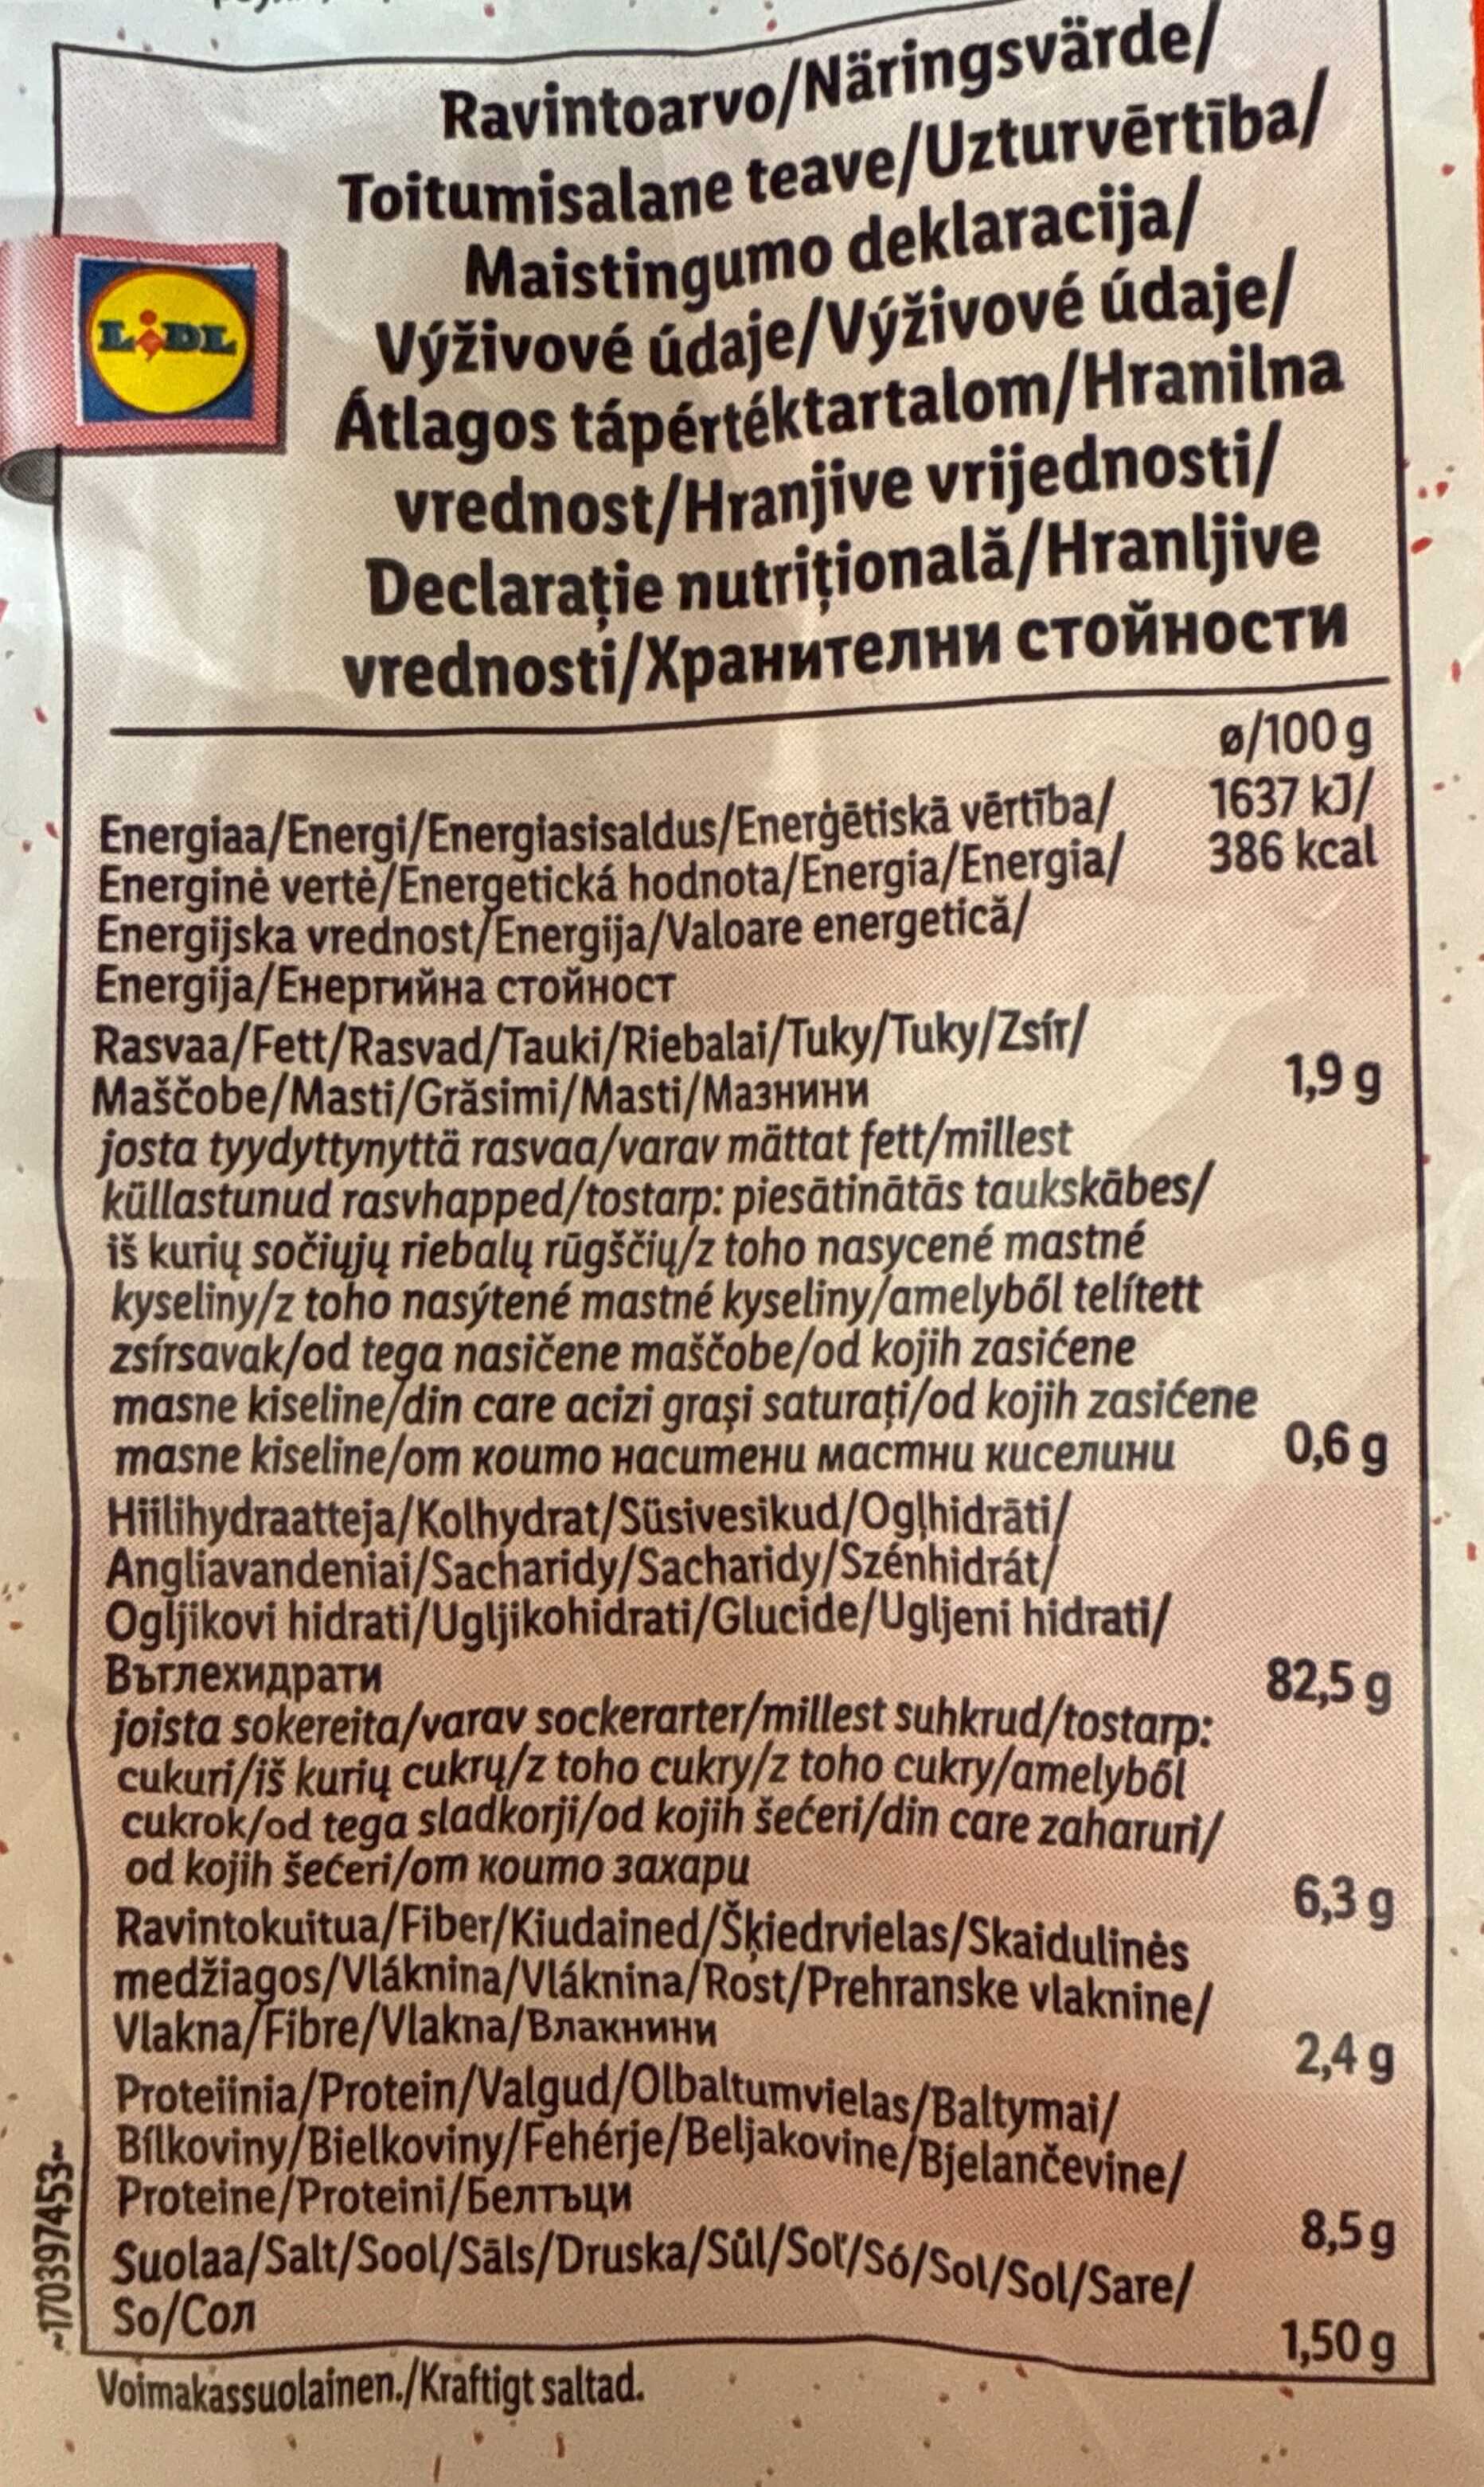 Ravintoarvo/Näringsvärde/
Toitumisalane teave/Uzturvērtība/
Maistingumo deklaracija/
Výživové údaje/Výživové údaje/
Átlagos tápértéktartalom/Hranilna
vrednost/Hranjive vrijednosti/
Declarație nutrițională/Hranljive
vrednosti/Хранителни стойности
LiDL
ø/100 g
Energiaa/Energi/Energiasisaldus/Enerģētiskā vērtība/ 1637 kJ/
Energinė vertė/Energetická hodnota/Energia/Energia/ 386 kcal
Energijska vrednost/Energija/Valoare energetică/
Energija/Енергийна стойност
Rasvaa/Fett/Rasvad/Tauki/Riebalai/Tuky/Tuky/Zsír/
Maščobe/Masti/Grăsimi/Masti/Мазнини 1,9 g
josta tyydyttynyttä rasvaa/varav mättat fett/millest
küllastunud rasvhapped/tostarp: piesātinātās taukskābes/
iš kurių sočiųjų riebalų rūgščių/z toho nasycené mastné
kyseliny/z toho nasýtené mastné kyseliny/amelyből telített
zsírsavak/od tega nasičene maščobe/od kojih zasićene
masne kiseline/din care acizi grași saturați/od kojih zasićene
masne kiseline/от които наситени мастни киселини 0,6 g
Hiilihydraatteja/Kolhydrat/Süsivesikud/Ogļhidrāti/
Angliavandeniai/Sacharidy/Sacharidy/Szénhidrát/
Ogljikovi hidrati/Ugljikohidrati/Glucide/Ugljeni hidrati/
Въглехидрати 82,5 g
joista sokereita/varav sockerarter/millest suhkrud/tostarp:
cukuri/iš kurių cukrų/z toho cukry/z toho cukry/amelyből
cukrok/od tega sladkorji/od kojih šećeri/din care zaharuri/
od kojih šećeri/от които захари 6,3 g
Ravintokuitua/Fiber/Kiudained/Šķiedrvielas/Skaidulinės
medžiagos/Vláknina/Vláknina/Rost/Prehranske vlaknine/
Vlakna/Fibre/Vlakna/Влакнини 2,4 g
Proteiinia/Protein/Valgud/Olbaltumvielas/Baltymai/
Bílkoviny/Bielkoviny/Fehérje/Beljakovine/Bjelančevine/
Proteine/Proteini/Белтъци 8,5 g
Suolaa/Salt/Sool/Sāls/Druska/Sůl/Soľ/Só/Sol/Sol/Sare/
So/Сол 1,50 g
Voimakassuolainen./Kraftigt saltad.
~170397453~